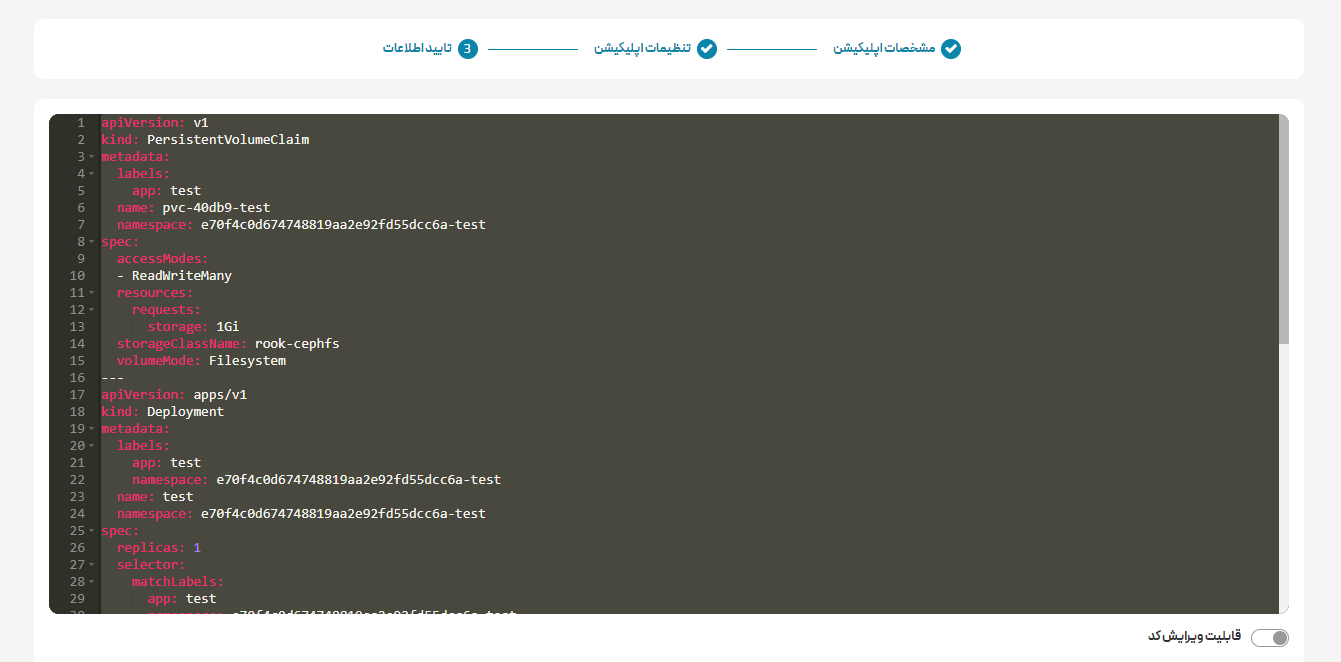 مشخصات اپلیکیشن
تنظیمات اپلیکیشن
3 تایید اطلاعات
1 apiVersion: v1
2 kind: PersistentVolumeClaim
3 metadata:
4   labels:
5     app: test
6   name: pvc-40db9-test
7   namespace: e70f4c0d674748819aa2e92fd55dcc6a-test
8 spec:
9   accessModes:
10   - ReadWriteMany
11   resources:
12     requests:
13       storage: 1Gi
14   storageClassName: rook-cephfs
15   volumeMode: Filesystem
16 ---
17 apiVersion: apps/v1
18 kind: Deployment
19 metadata:
20   labels:
21     app: test
22     namespace: e70f4c0d674748819aa2e92fd55dcc6a-test
23   name: test
24   namespace: e70f4c0d674748819aa2e92fd55dcc6a-test
25 spec:
26   replicas: 1
27   selector:
28     matchLabels:
29       app: test
قابلیت ویرایش کد